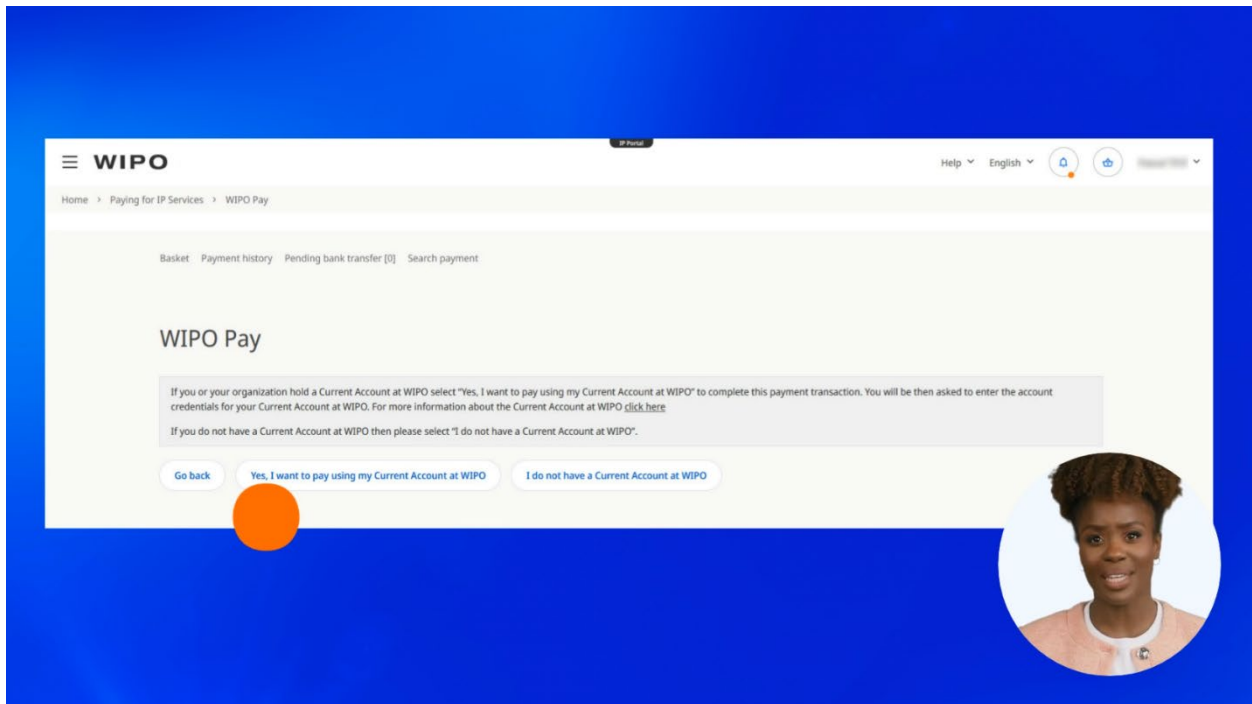 IP Portal
WIPO
Help English
Home > Paying for IP Services > WIPO Pay
Basket Payment history Pending bank transfer [0] Search payment
WIPO Pay
If you or your organization hold a Current Account at WIPO select "Yes, I want to pay using my Current Account at WIPO" to complete this payment transaction. You will be then asked to enter the account
credentials for your Current Account at WIPO. For more information about the Current Account at WIPO click here
If you do not have a Current Account at WIPO then please select "I do not have a Current Account at WIPO".
Go back Yes, I want to pay using my Current Account at WIPO I do not have a Current Account at WIPO